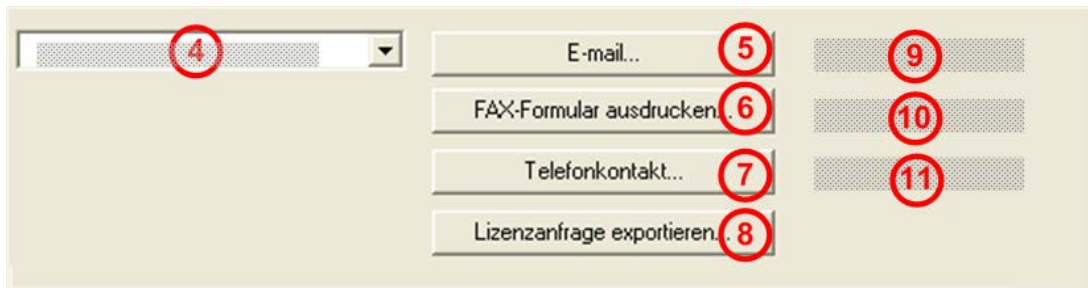 4 E-mail... 5 9
FAX-Formular ausdrucken... 6 10
Telefonkontakt... 7 11
Lizenzanfrage exportieren... 8